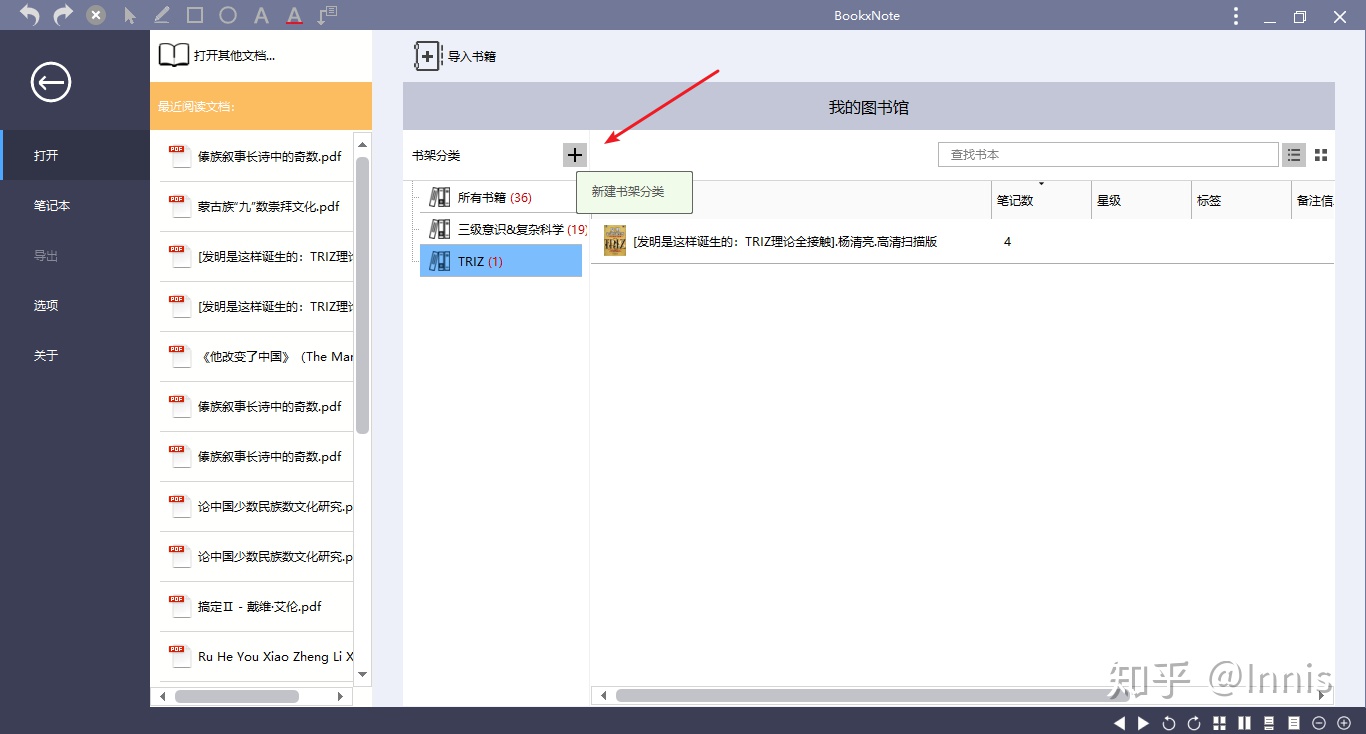 BookxNote
打开其他文档...
导入书籍
最近阅读文档:
我的图书馆
打开
笔记本
导出
选项
关于
傣族叙事长诗中的奇数.pdf
蒙古族“九”数崇拜文化.pdf
[发明是这样诞生的：TRIZ理论
[发明是这样诞生的：TRIZ理论
《他改变了中国》（The Mar
傣族叙事长诗中的奇数.pdf
傣族叙事长诗中的奇数.pdf
论中国少数民族数文化研究.p
论中国少数民族数文化研究.p
搞定Ⅱ - 戴维·艾伦.pdf
Ru He You Xiao Zheng Li X
书架分类
查找书本
新建书架分类
所有书籍 (36)
三级意识&复杂科学 (19)
TRIZ (1)
笔记数
星级
标签
备注信
[发明是这样诞生的：TRIZ理论全接触].杨清亮.高清扫描版
4
知乎 @Innis